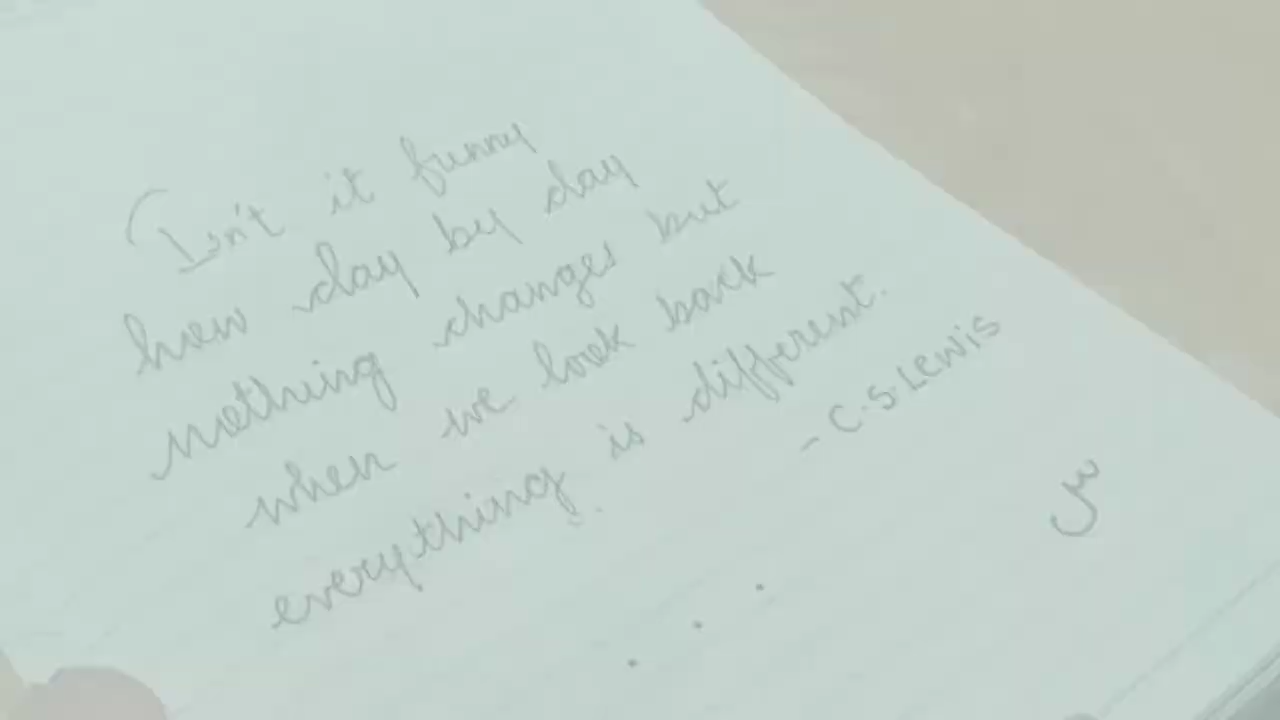 Isn't it funny
how day by day
nothing changes but
when we look back
everything is different.
- C.S. Lewis